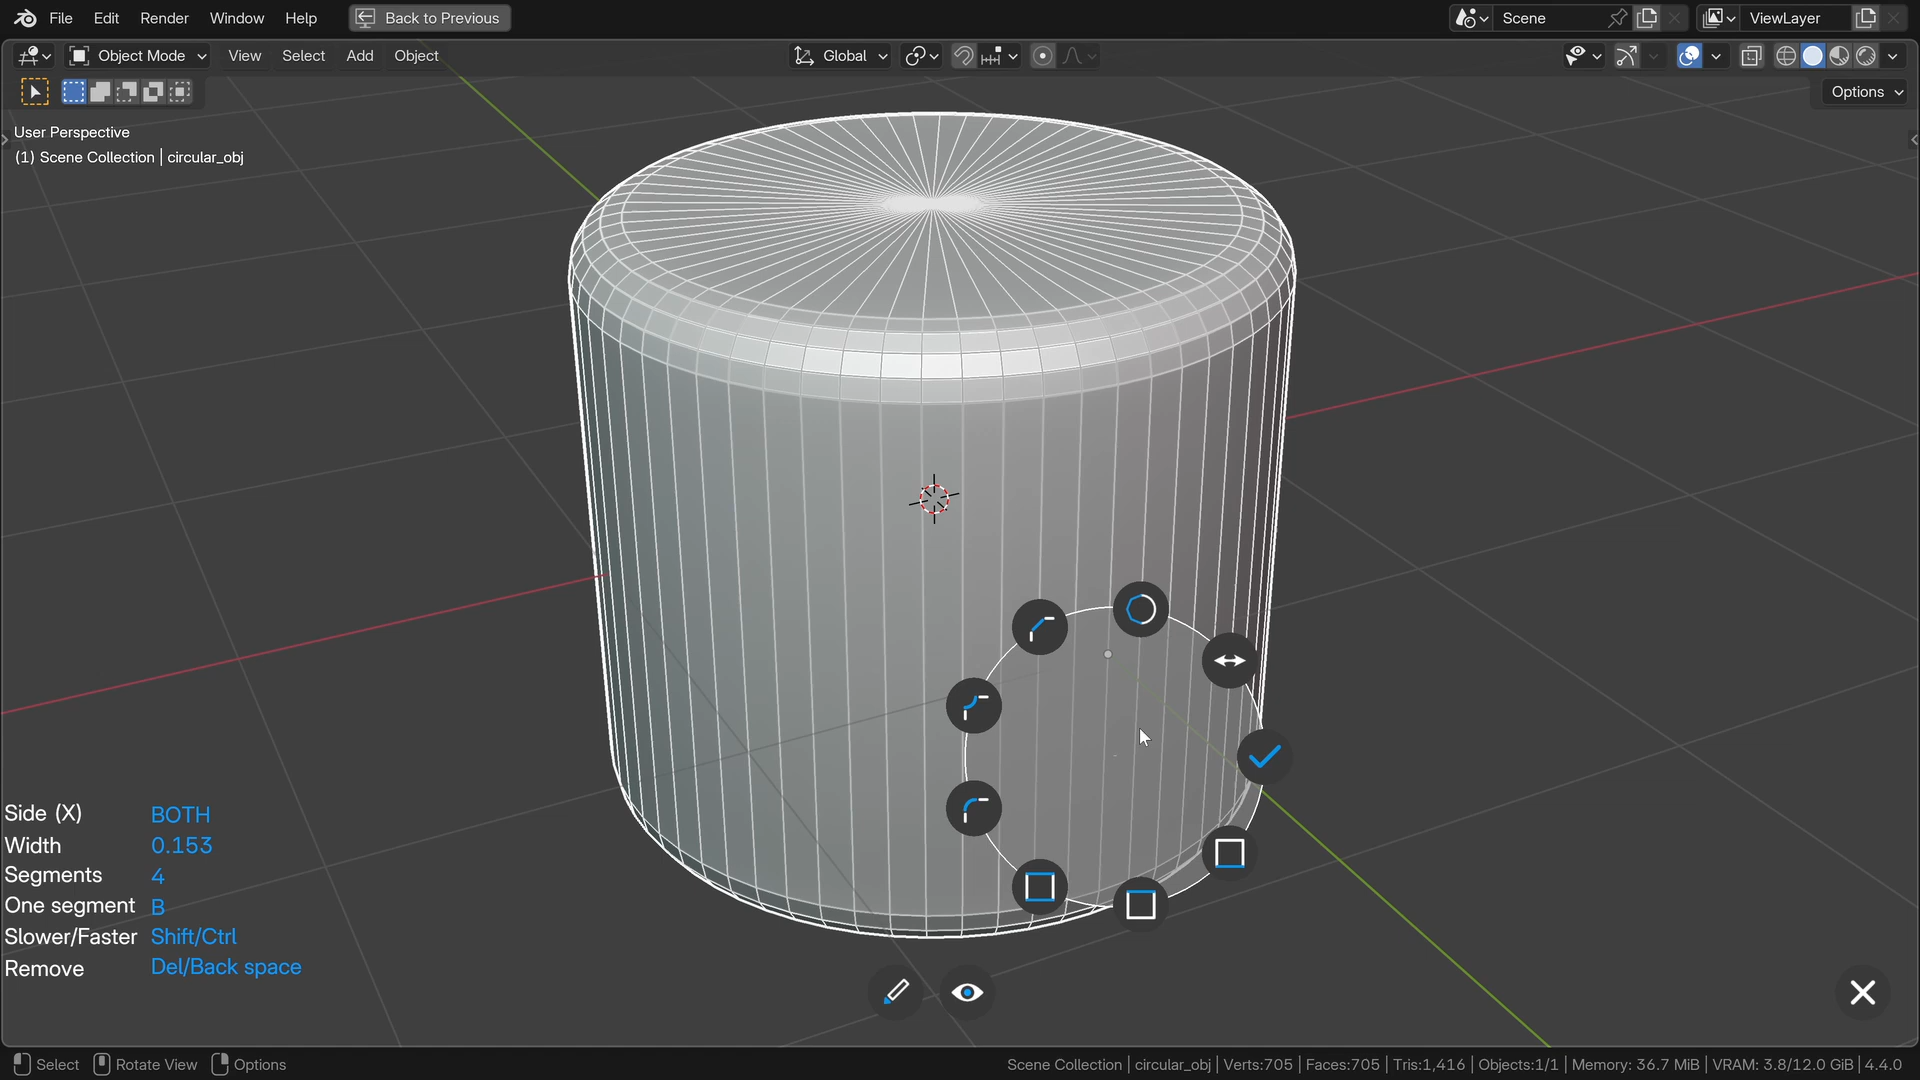 File Edit Render Window Help Back to Previous Scene ViewLayer
Object Mode View Select Add Object Global
Options
User Perspective
(1) Scene Collection | circular_obj
Side (X) BOTH
Width 0.153
Segments 4
One segment B
Slower/Faster Shift/Ctrl
Remove Del/Back space
Select Rotate View Options Scene Collection | circular_obj | Verts:705 | Faces:705 | Tris:1,416 | Objects:1/1 | Memory: 36.7 MiB | VRAM: 3.8/12.0 GiB | 4.4.0